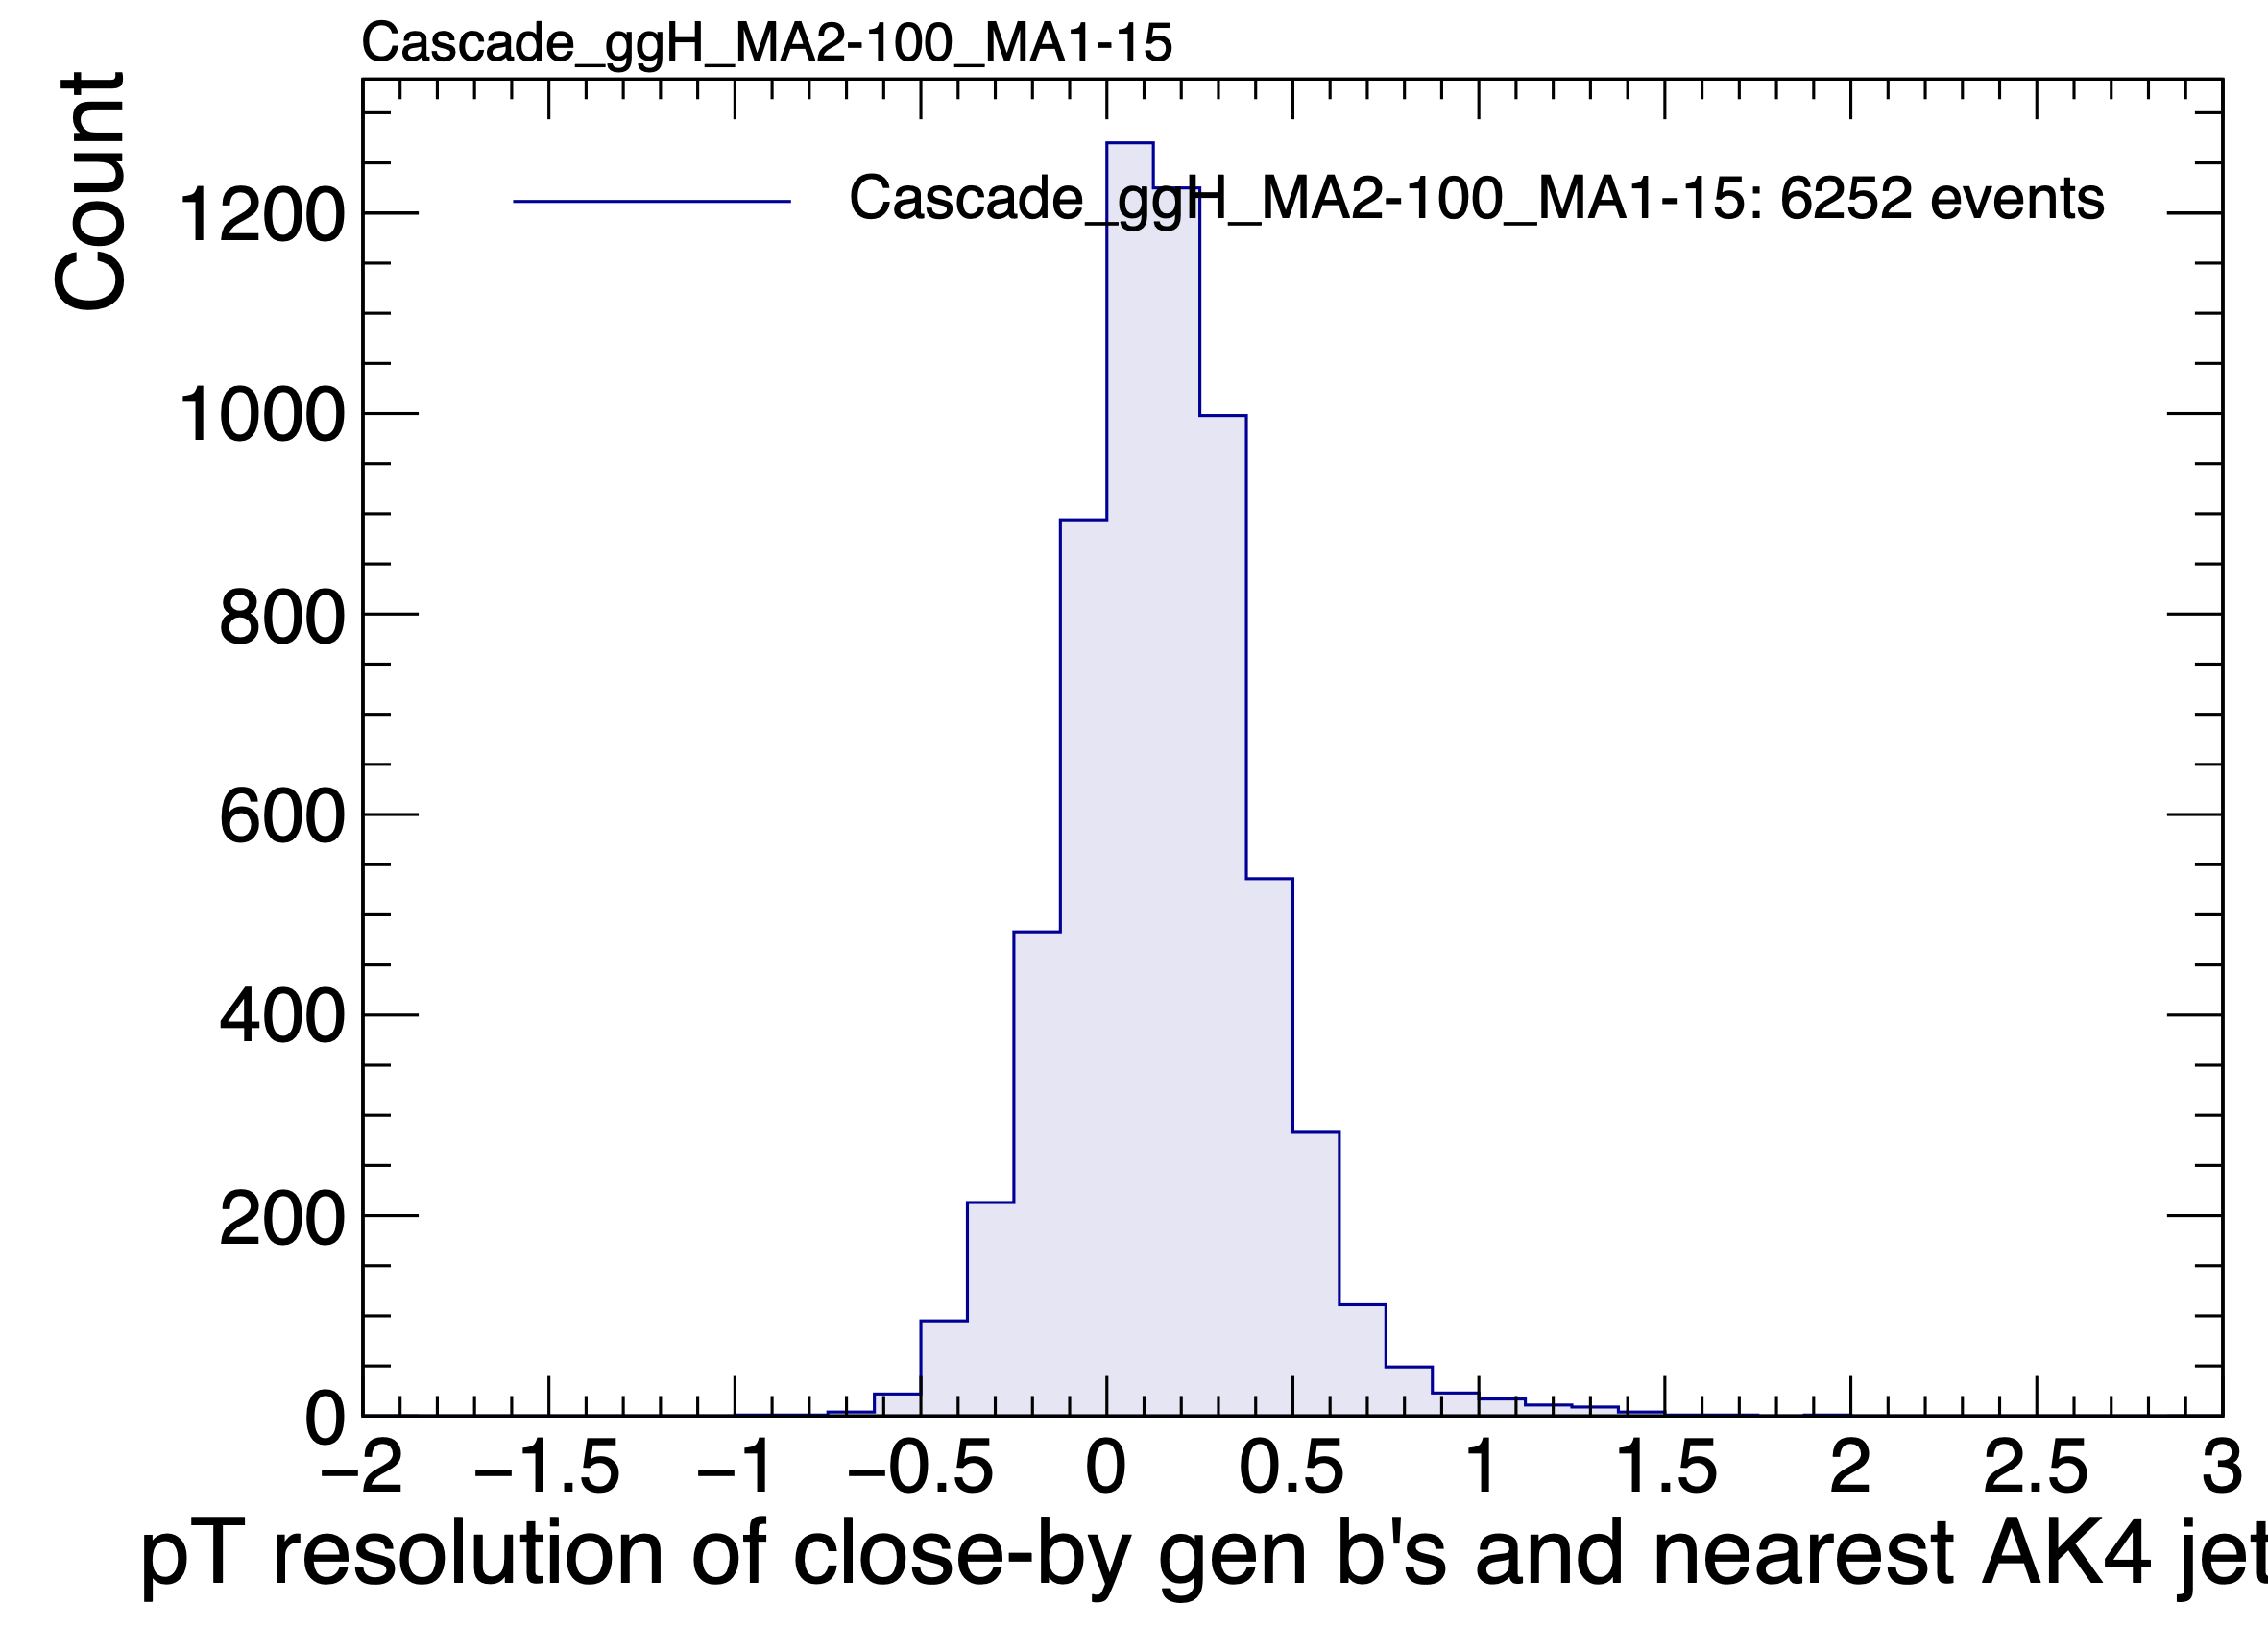 Cascade_ggH_MA2-100_MA1-15
Count
Cascade_ggH_MA2-100_MA1-15: 6252 events
1200
1000
800
600
400
200
0
−2 −1.5 −1 −0.5 0 0.5 1 1.5 2 2.5 3
pT resolution of close-by gen b's and nearest AK4 jet